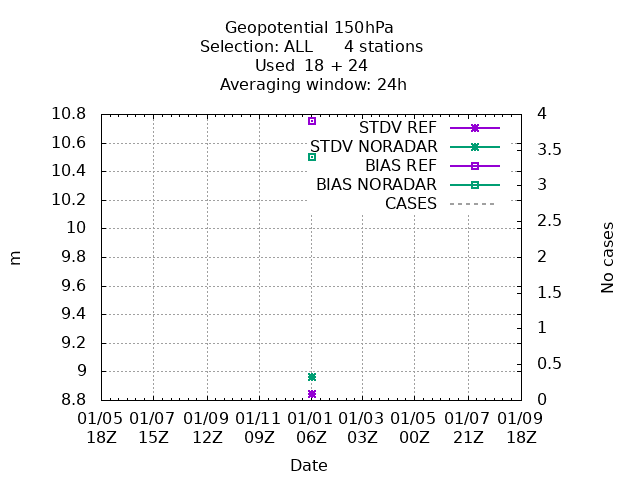 Geopotential 150hPa
Selection: ALL      4 stations
Used  18 + 24
Averaging window: 24h
10.8
10.6
10.4
10.2
10
9.8
9.6
9.4
9.2
9
8.8
m
STDV REF
STDV NORADAR
BIAS REF
BIAS NORADAR
CASES
4
3.5
3
2.5
2
1.5
1
0.5
0
No cases
01/05 01/07 01/09 01/11 01/01 01/03 01/05 01/07 01/09
18Z 15Z 12Z 09Z 06Z 03Z 00Z 21Z 18Z
Date